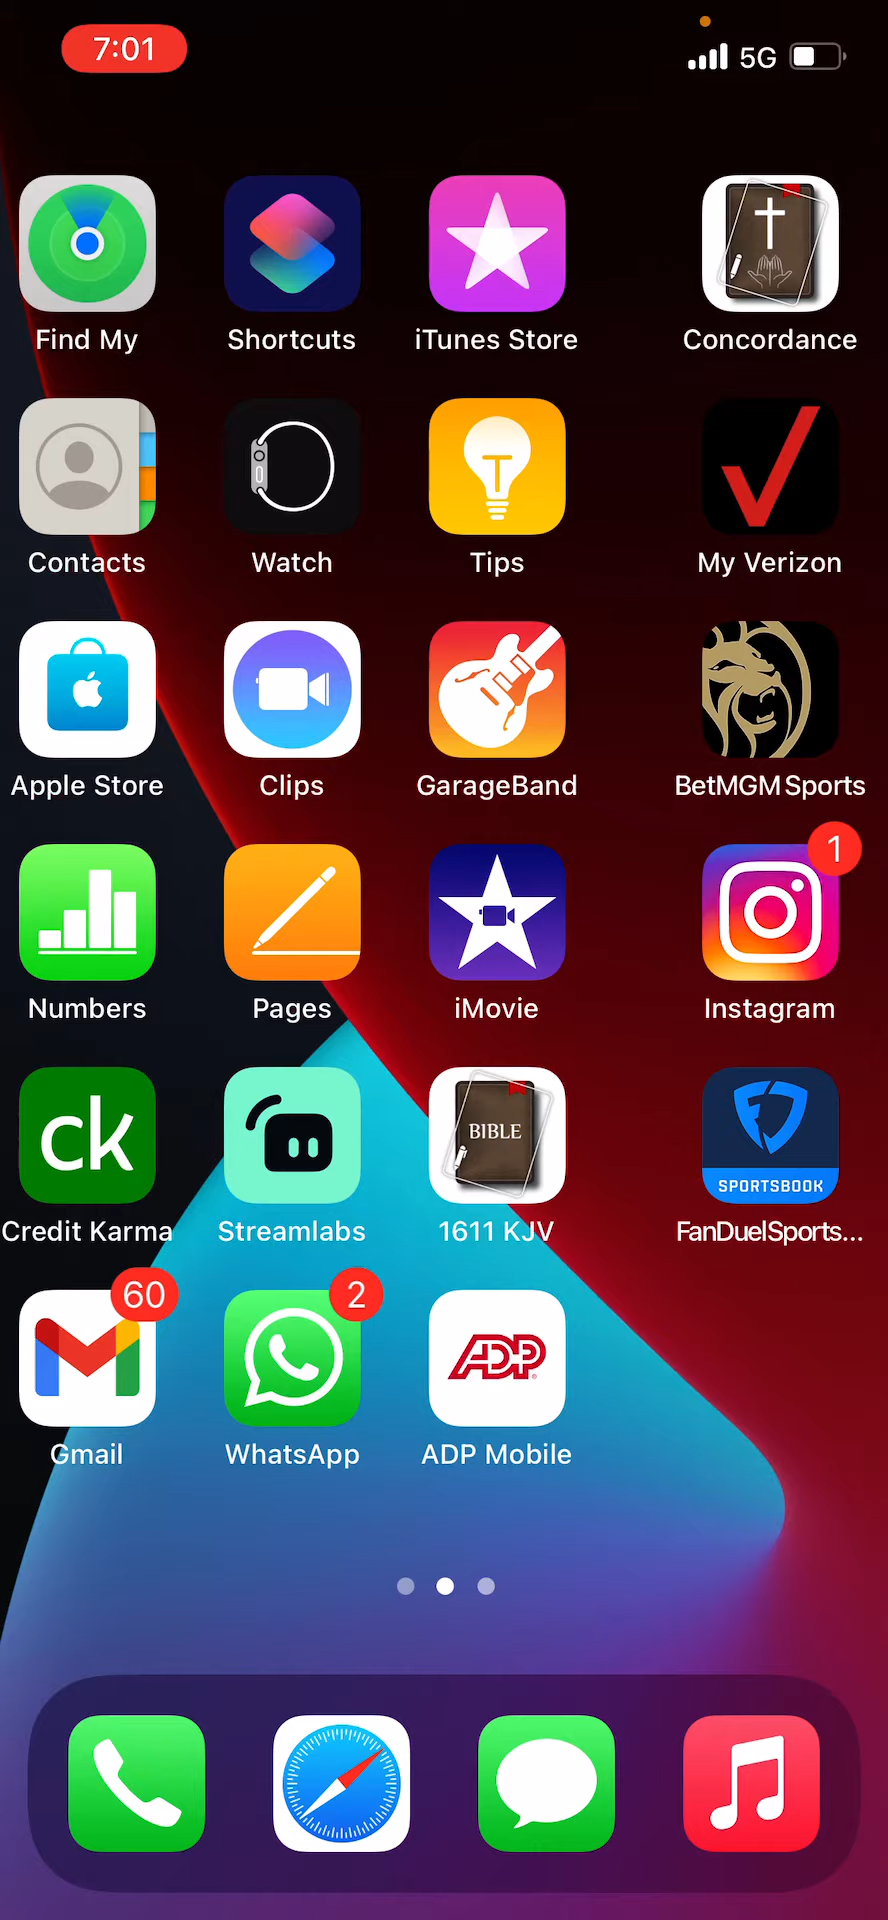 7:01
5G
Find My
Shortcuts
iTunes Store
Concordance
Contacts
Watch
Tips
My Verizon
Apple Store
Clips
GarageBand
BetMGM Sports
1
Numbers
Pages
iMovie
Instagram
ck
BIBLE
SPORTSBOOK
Credit Karma
Streamlabs
1611 KJV
FanDuelSports...
60
2
ADP
Gmail
WhatsApp
ADP Mobile